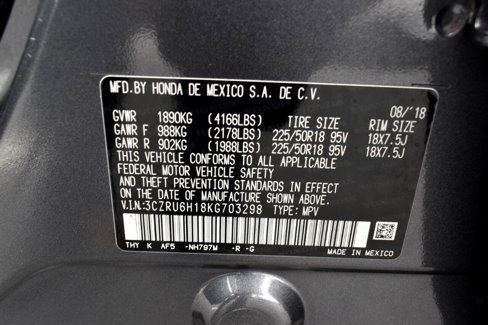 MFD.BY HONDA DE MEXICO S.A. DE C.V.
08/'18
GVWR 1890KG (4166LBS) TIRE SIZE RIM SIZE
GAWR F 988KG (2178LBS) 225/50R18 95V 18X7.5J
GAWR R 902KG (1988LBS) 225/50R18 95V 18X7.5J
THIS VEHICLE CONFORMS TO ALL APPLICABLE
FEDERAL MOTOR VEHICLE SAFETY
AND THEFT PREVENTION STANDARDS IN EFFECT
ON THE DATE OF MANUFACTURE SHOWN ABOVE.
V.I.N:3CZRU6H18KG703298 TYPE: MPV
THY K AF5 -NH797M -R -G
MADE IN MEXICO